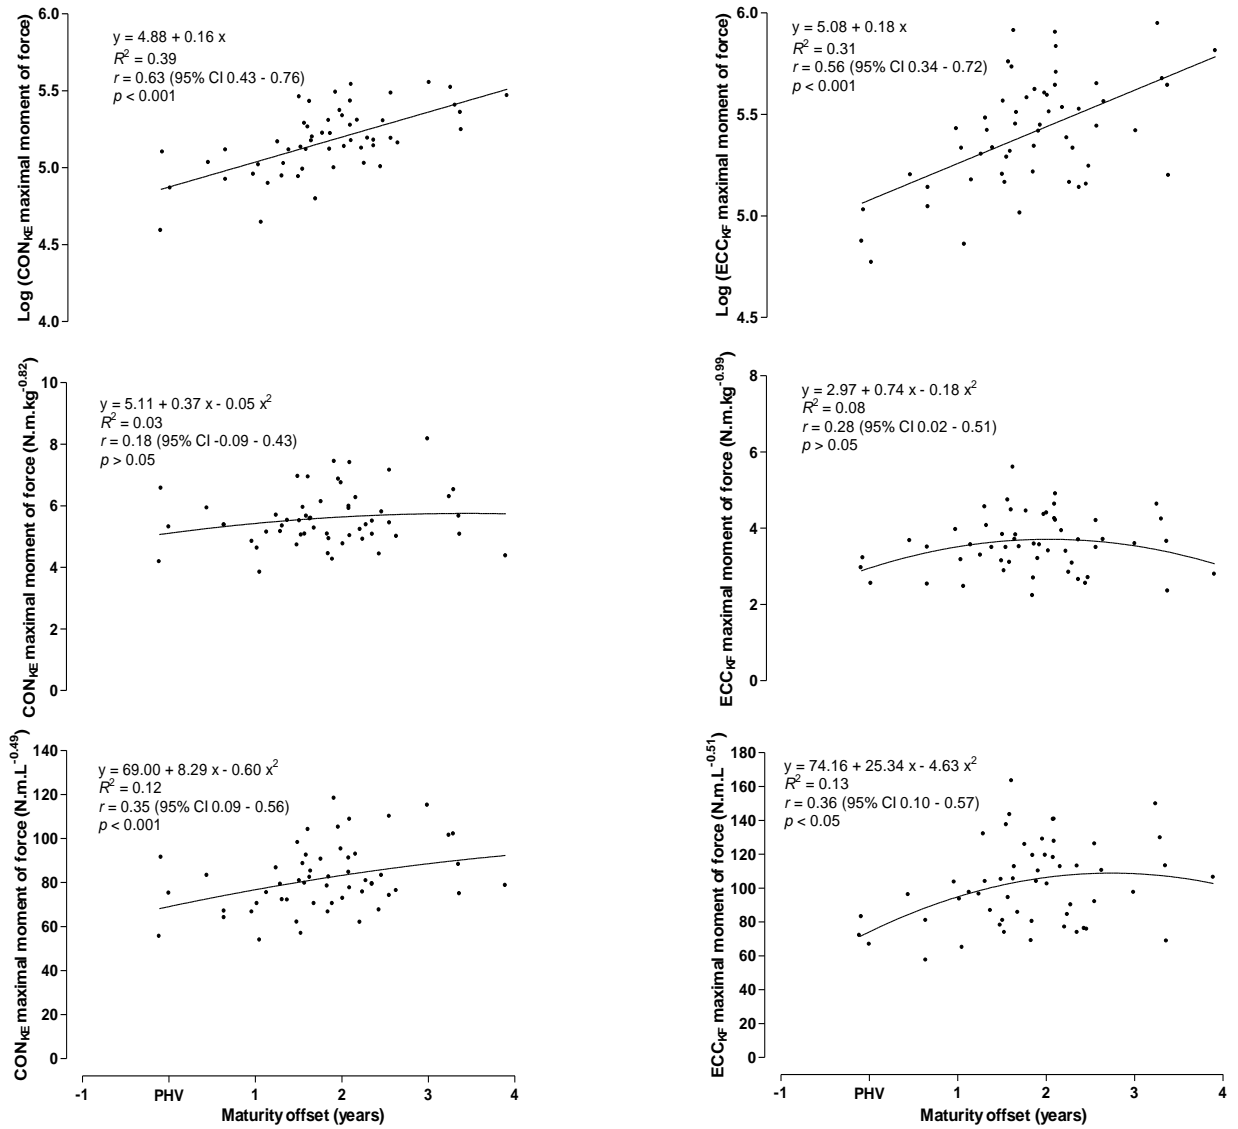 Log (CONKE maximal moment of force)
6.0
5.5
5.0
4.5
4.0
y = 4.88 + 0.16 x
R2 = 0.39
r = 0.63 (95% CI 0.43 - 0.76)
p < 0.001
Log (ECCKF maximal moment of force)
6.0
5.5
5.0
4.5
y = 5.08 + 0.18 x
R2 = 0.31
r = 0.56 (95% CI 0.34 - 0.72)
p < 0.001
CONKE maximal moment of force (N.m.kg-0.82)
10
8
6
4
2
0
y = 5.11 + 0.37 x - 0.05 x2
R2 = 0.03
r = 0.18 (95% CI -0.09 - 0.43)
p > 0.05
ECCKF maximal moment of force (N.m.kg-0.99)
8
6
4
2
0
y = 2.97 + 0.74 x - 0.18 x2
R2 = 0.08
r = 0.28 (95% CI 0.02 - 0.51)
p > 0.05
CONKE maximal moment of force (N.m.L-0.49)
140
120
100
80
60
40
20
0
y = 69.00 + 8.29 x - 0.60 x2
R2 = 0.12
r = 0.35 (95% CI 0.09 - 0.56)
p < 0.001
-1 PHV 1 2 3 4
Maturity offset (years)
ECCKF maximal moment of force (N.m.L-0.51)
180
160
140
120
100
80
60
40
20
0
y = 74.16 + 25.34 x - 4.63 x2
R2 = 0.13
r = 0.36 (95% CI 0.10 - 0.57)
p < 0.05
-1 PHV 1 2 3 4
Maturity offset (years)